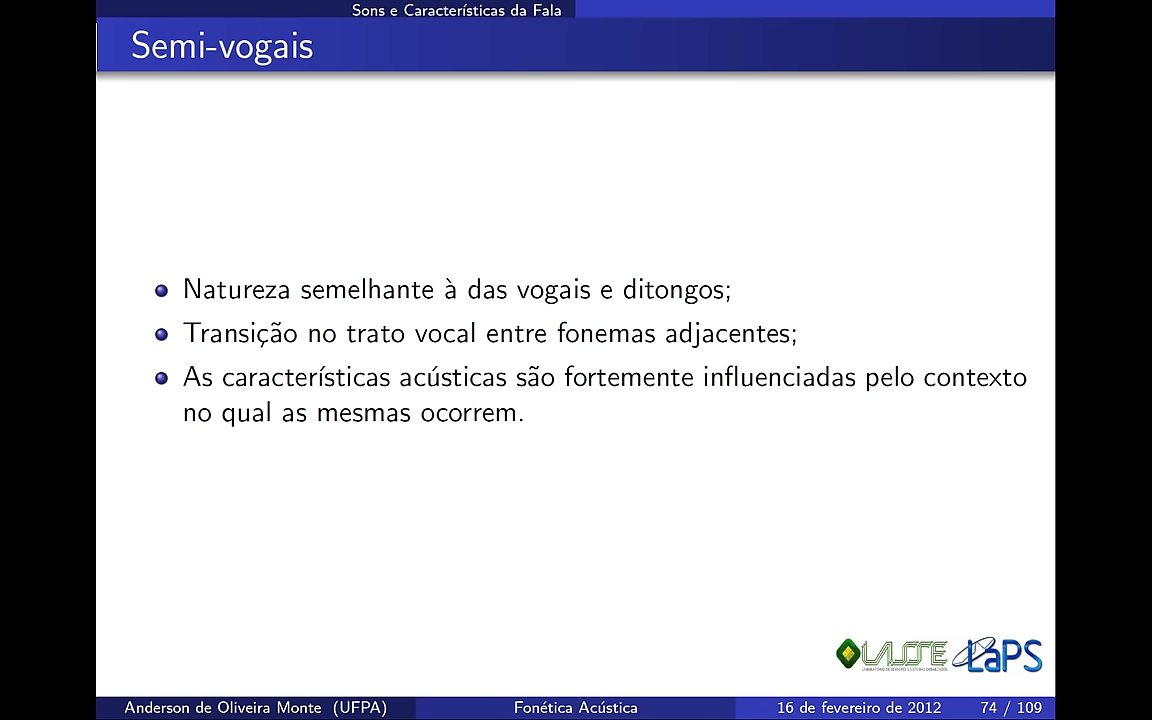 Sons e Características da Fala
Semi-vogais
Natureza semelhante à das vogais e ditongos;
Transição no trato vocal entre fonemas adjacentes;
As características acústicas são fortemente influenciadas pelo contexto
no qual as mesmas ocorrem.
LASSE
LaPS
Anderson de Oliveira Monte (UFPA)
Fonética Acústica
16 de fevereiro de 2012
74 / 109